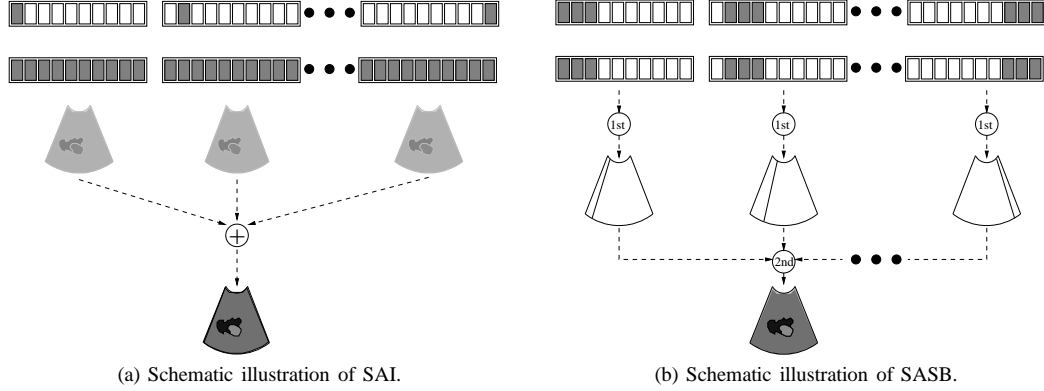 1st 1st 1st
2nd
(a) Schematic illustration of SAI.
(b) Schematic illustration of SASB.